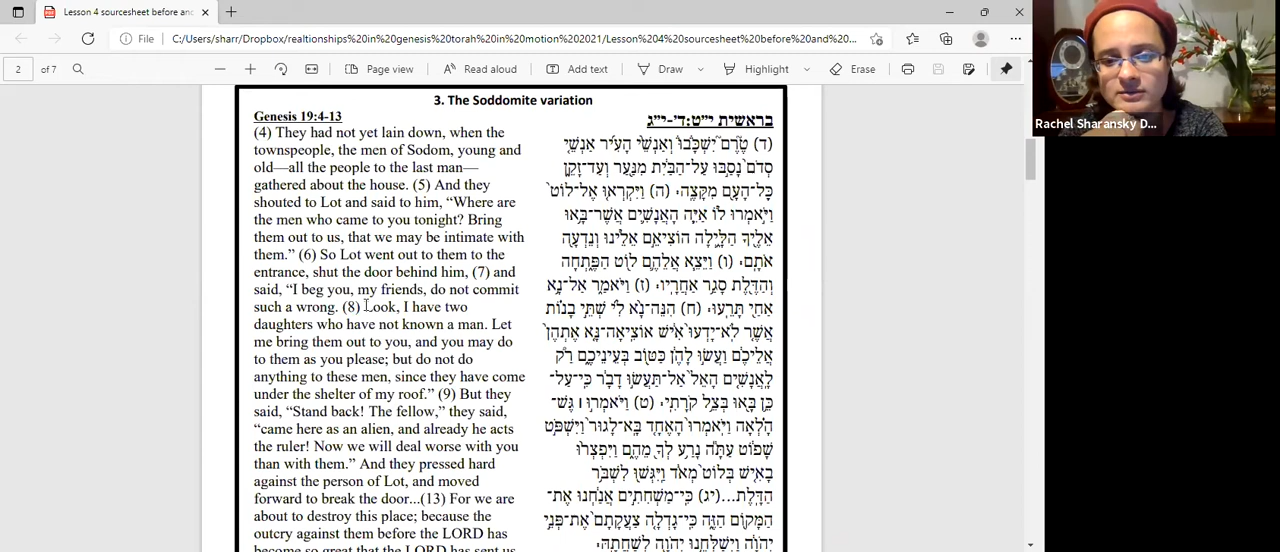 Lesson 4 sourcesheet before and
File
C:/Users/sharr/Dropbox/realtionships%20in%20genesis%20torah%20in%20motion%202021/Lesson%204%20sourcesheet%20before%20and%20...
2 of 7
Page view
Read aloud
Add text
Draw
Highlight
Erase
Rachel Sharansky D...
3. The Soddomite variation
Genesis 19:4-13
(4) They had not yet lain down, when the
townspeople, the men of Sodom, young and
old—all the people to the last man—
gathered about the house. (5) And they
shouted to Lot and said to him, “Where are
the men who came to you tonight? Bring
them out to us, that we may be intimate with
them.” (6) So Lot went out to them to the
entrance, shut the door behind him, (7) and
said, “I beg you, my friends, do not commit
such a wrong. (8) Look, I have two
daughters who have not known a man. Let
me bring them out to you, and you may do
to them as you please; but do not do
anything to these men, since they have come
under the shelter of my roof.” (9) But they
said, “Stand back! The fellow,” they said,
“came here as an alien, and already he acts
the ruler! Now we will deal worse with you
than with them.” And they pressed hard
against the person of Lot, and moved
forward to break the door...(13) For we are
about to destroy this place; because the
outcry against them before the LORD has
become so great that the LORD has sent us
בראשית י״ט:ד׳-י״ג
(ד) טֶ֘רֶם֮ יִשְׁכָּ֒בוּ֒ וְאַנְשֵׁ֨י הָעִ֜יר אַנְשֵׁ֤י
סְדֹם֙ נָסַ֣בּוּ עַל־הַבַּ֔יִת מִנַּ֖עַר וְעַד־זָקֵ֑ן
כָּל־הָעָ֖ם מִקָּצֶֽה׃ (ה) וַיִּקְרְא֤וּ אֶל־לוֹט֙
וַיֹּ֣אמְרוּ ל֔וֹ אַיֵּ֧ה הָאֲנָשִׁ֛ים אֲשֶׁר־בָּ֥אוּ
אֵלֶ֖יךָ הַלָּ֑יְלָה הוֹצִיאֵ֣ם אֵלֵ֔ינוּ וְנֵדְעָ֖ה
אֹתָֽם׃ (ו) וַיֵּצֵ֧א אֲלֵהֶ֛ם ל֖וֹט הַפֶּ֑תְחָה
וְהַדֶּ֖לֶת סָגַ֥ר אַחֲרָֽיו׃ (ז) וַיֹּאמַ֑ר אַל־נָ֥א
אַחַ֖י תָּרֵֽעוּ׃ (ח) הִנֵּה־נָ֨א לִ֜י שְׁתֵּ֣י בָנ֗וֹת
אֲשֶׁ֤ר לֹֽא־יָדְעוּ֙ אִ֔ישׁ אוֹצִֽיאָה־נָּ֤א אֶתְהֶן֙
אֲלֵיכֶ֔ם וַעֲשׂ֣וּ לָהֶ֔ן כַּטּ֖וֹב בְּעֵינֵיכֶ֑ם רַ֠ק
לָֽאֲנָשִׁ֤ים הָאֵל֙ אַל־תַּעֲשׂ֣וּ דָבָ֔ר כִּֽי־עַל־
כֵּ֥ן בָּ֖אוּ בְּצֵ֥ל קֹרָתִֽי׃ (ט) וַיֹּאמְר֣וּ ׀ גֶּשׁ־
הָ֗לְאָה וַיֹּֽאמְרוּ֙ הָאֶחָ֤ד בָּֽא־לָגוּר֙ וַיִּשְׁפֹּ֣ט
שָׁפ֔וֹט עַתָּ֕ה נָרַ֥ע לְךָ֖ מֵהֶ֑ם וַיִּפְצְר֨וּ
בָאִ֤ישׁ בְּלוֹט֙ מְאֹ֔ד וַֽיִּגְּשׁ֖וּ לִשְׁבֹּ֥ר
הַדָּֽלֶת...(יג) כִּֽי־מַשְׁחִתִ֣ים אֲנַ֔חְנוּ אֶת־
הַמָּק֖וֹם הַזֶּ֑ה כִּֽי־גָֽדְלָ֤ה צַעֲקָתָם֙ אֶת־פְּנֵ֣י
יְהוָ֔ה וַיְשַׁלְּחֵ֥נוּ יְהוָ֖ה לְשַׁחֲתָֽהּ׃